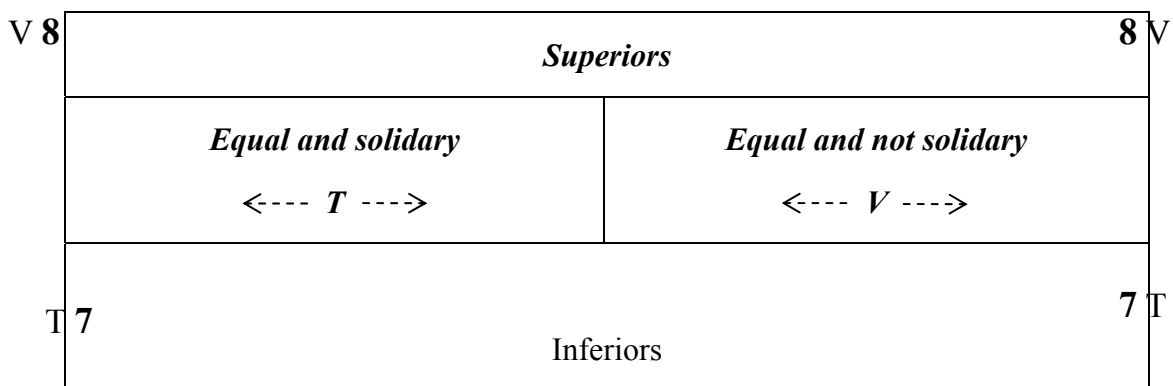 V 8 8 V
Superiors
Equal and solidary Equal and not solidary
T V
T 7 7 T
Inferiors